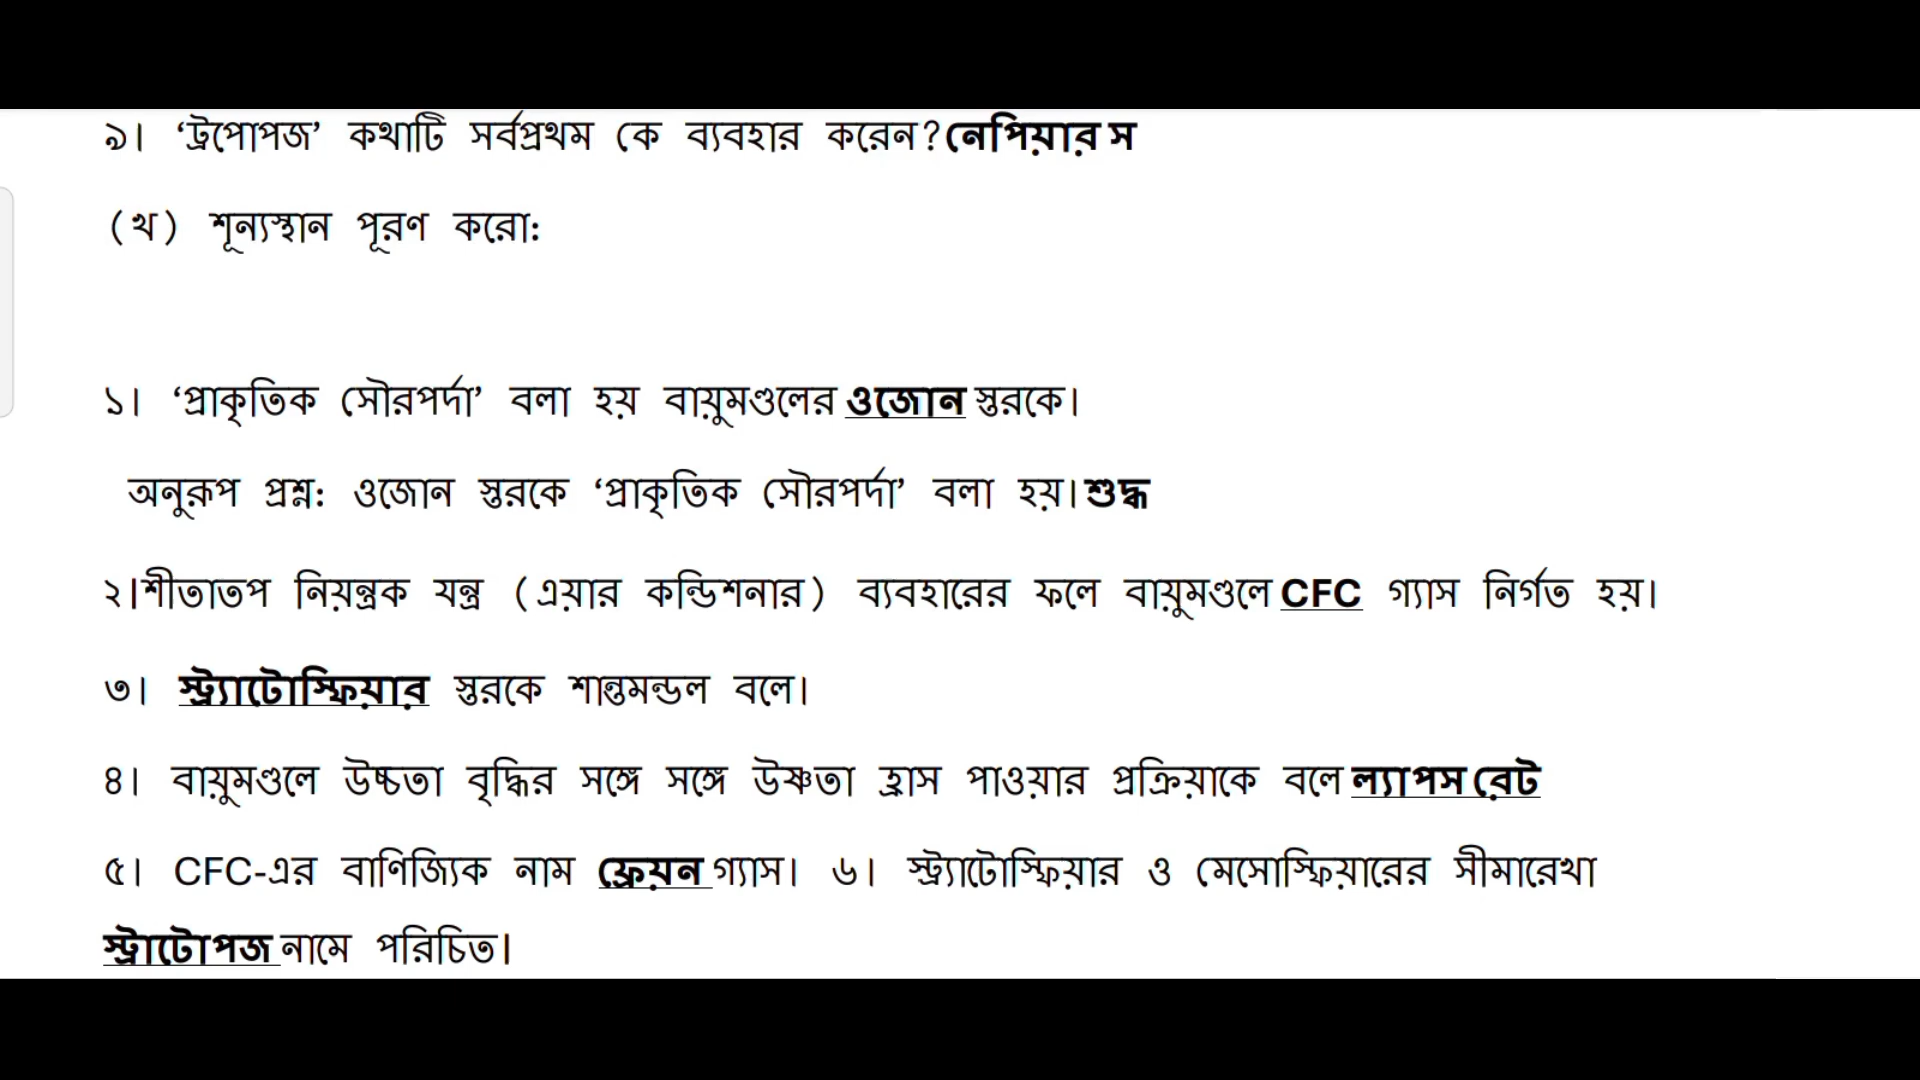 ৯। ‘ট্রপোপজ’ কথাটি সর্বপ্রথম কে ব্যবহার করেন?নেপিয়ার স
(খ) শূন্যস্থান পূরণ করো:
১। ‘প্রাকৃতিক সৌরপর্দা’ বলা হয় বায়ুমণ্ডলের ওজোন স্তরকে।
অনুরূপ প্রশ্ন: ওজোন স্তরকে ‘প্রাকৃতিক সৌরপর্দা’ বলা হয়। শুদ্ধ
২।শীতাতপ নিয়ন্ত্রক যন্ত্র (এয়ার কন্ডিশনার) ব্যবহারের ফলে বায়ুমণ্ডলে CFC গ্যাস নির্গত হয়।
৩। স্ট্র্যাটোস্ফিয়ার স্তরকে শান্তমন্ডল বলে।
৪। বায়ুমণ্ডলে উচ্চতা বৃদ্ধির সঙ্গে সঙ্গে উষ্ণতা হ্রাস পাওয়ার প্রক্রিয়াকে বলে ল্যাপস রেট
৫। CFC-এর বাণিজ্যিক নাম ফ্রেয়ন গ্যাস। ৬। স্ট্র্যাটোস্ফিয়ার ও মেসোস্ফিয়ারের সীমারেখা
স্ট্রাটোপজ নামে পরিচিত।